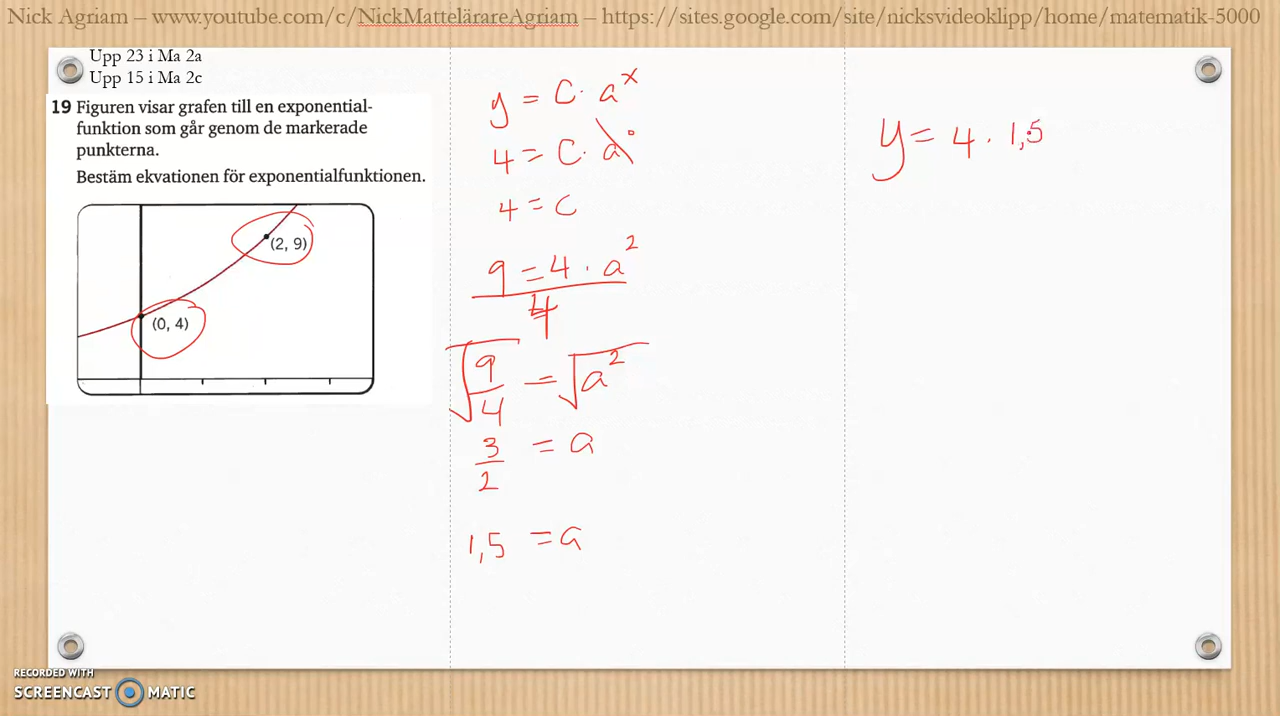 Nick Agriam – www.youtube.com/c/NickMattelärareAgriam – https://sites.google.com/site/nicksvideoklipp/home/matematik-5000
Upp 23 i Ma 2a
Upp 15 i Ma 2c
19 Figuren visar grafen till en exponential-
funktion som går genom de markerade
punkterna.
Bestäm ekvationen för exponentialfunktionen.
(2, 9)
(0, 4)
y = C · a^x
4 = C · a^0
4 = C
9 = 4 · a^2
4
√(9/4) = √(a^2)
3/2 = a
1,5 = a
y = 4 · 1,5
RECORDED WITH
SCREENCAST MATIC